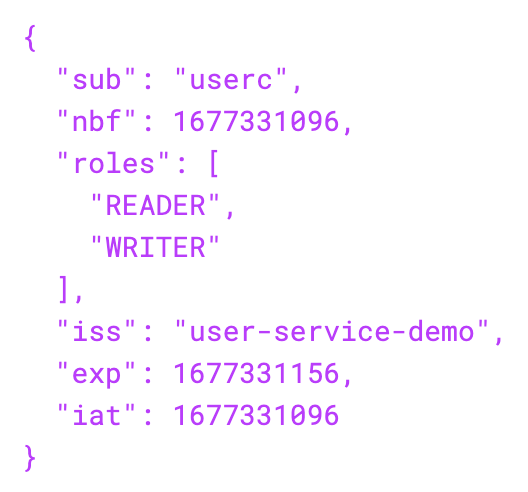 {
  "sub": "userc",
  "nbf": 1677331096,
  "roles": [
    "READER",
    "WRITER"
  ],
  "iss": "user-service-demo",
  "exp": 1677331156,
  "iat": 1677331096
}